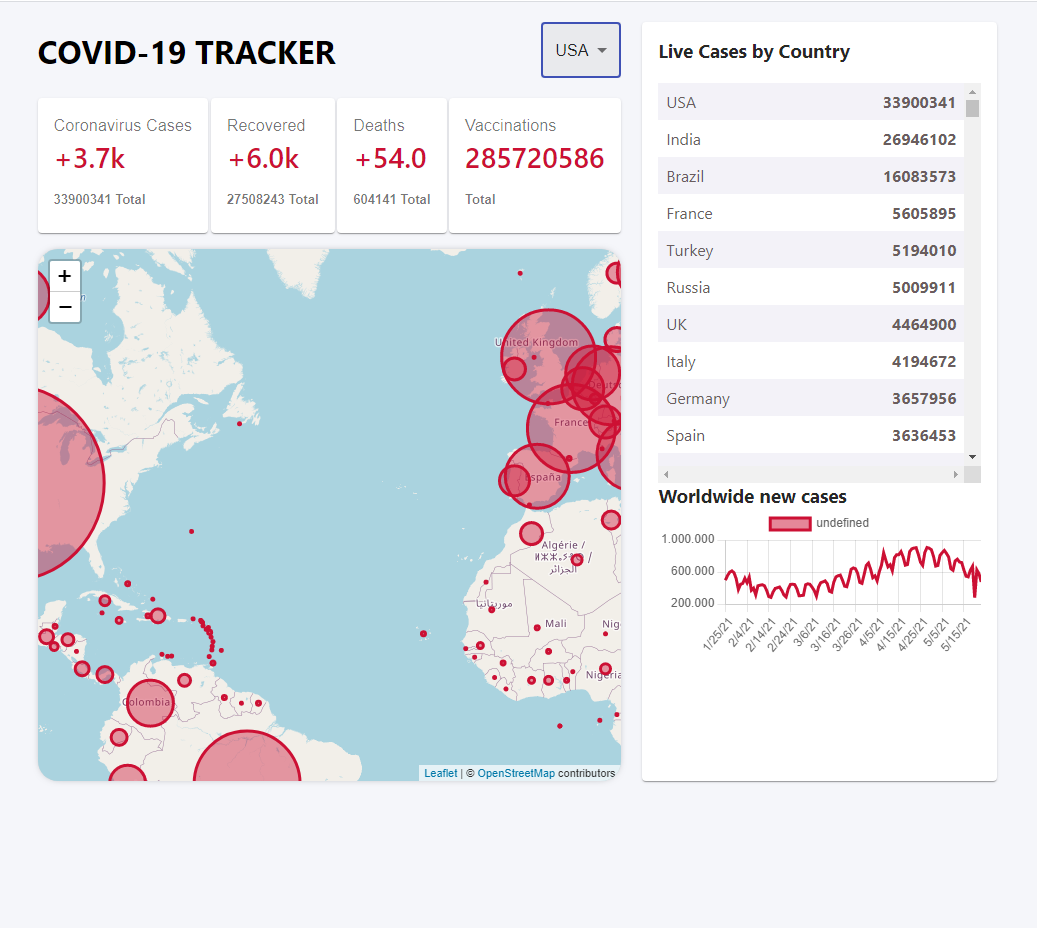 COVID-19 TRACKER
USA
Coronavirus Cases
+3.7k
33900341 Total
Recovered
+6.0k
27508243 Total
Deaths
+54.0
604141 Total
Vaccinations
285720586
Total
+
−
United Kingdom
France
España
Algérie /
الجزائر
موريتانيا
Mali
Nigeria
Colombia
Leaflet | © OpenStreetMap contributors
Live Cases by Country
USA 33900341
India 26946102
Brazil 16083573
France 5605895
Turkey 5194010
Russia 5009911
UK 4464900
Italy 4194672
Germany 3657956
Spain 3636453
Worldwide new cases
undefined
1.000.000
600.000
200.000
1/25/21 2/4/21 2/14/21 2/24/21 3/6/21 3/16/21 3/26/21 4/5/21 4/15/21 4/25/21 5/5/21 5/15/21